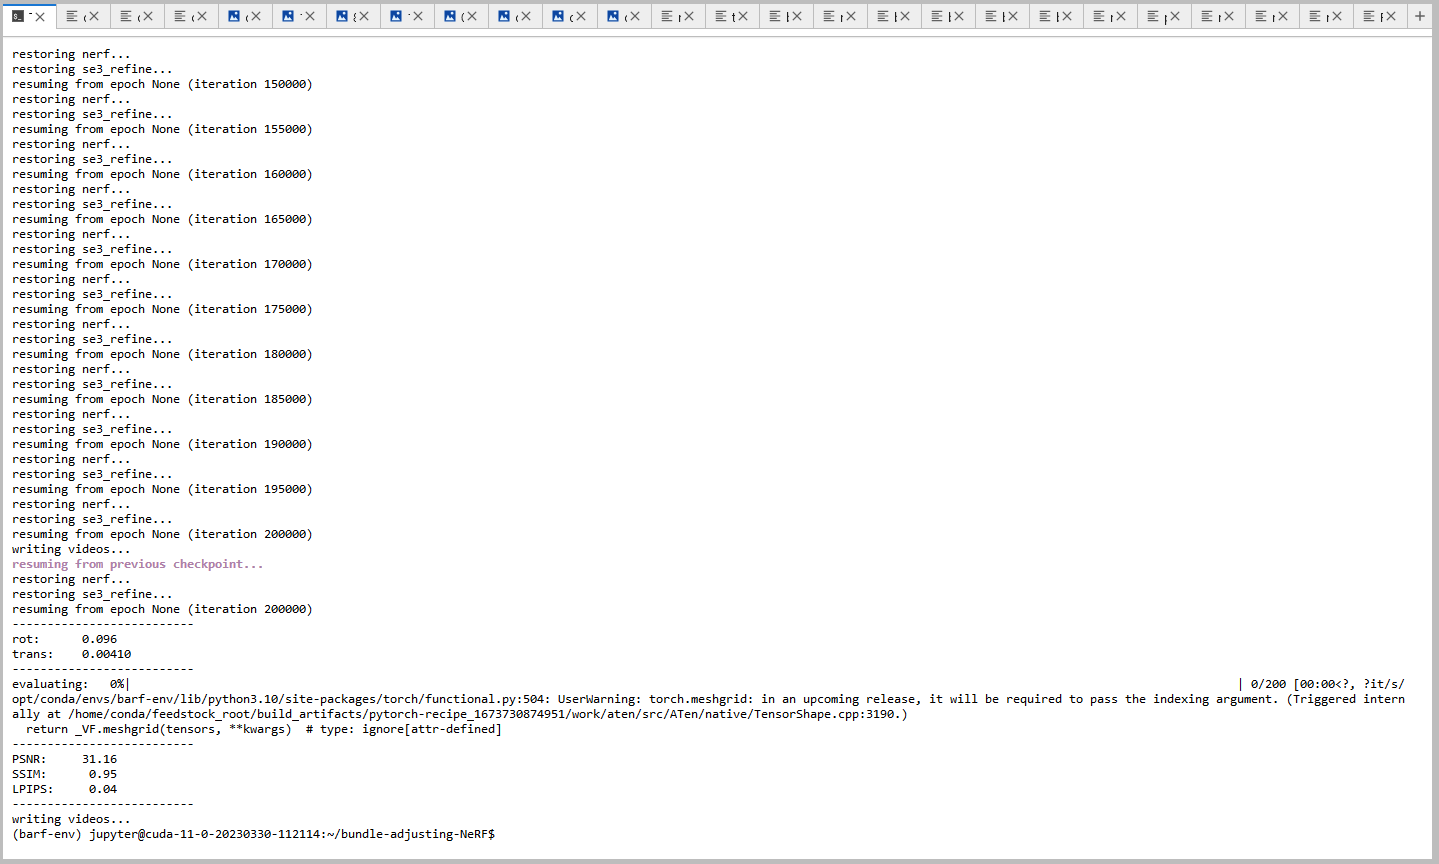 restoring nerf...
restoring se3_refine...
resuming from epoch None (iteration 150000)
restoring nerf...
restoring se3_refine...
resuming from epoch None (iteration 155000)
restoring nerf...
restoring se3_refine...
resuming from epoch None (iteration 160000)
restoring nerf...
restoring se3_refine...
resuming from epoch None (iteration 165000)
restoring nerf...
restoring se3_refine...
resuming from epoch None (iteration 170000)
restoring nerf...
restoring se3_refine...
resuming from epoch None (iteration 175000)
restoring nerf...
restoring se3_refine...
resuming from epoch None (iteration 180000)
restoring nerf...
restoring se3_refine...
resuming from epoch None (iteration 185000)
restoring nerf...
restoring se3_refine...
resuming from epoch None (iteration 190000)
restoring nerf...
restoring se3_refine...
resuming from epoch None (iteration 195000)
restoring nerf...
restoring se3_refine...
resuming from epoch None (iteration 200000)
writing videos...
resuming from previous checkpoint...
restoring nerf...
restoring se3_refine...
resuming from epoch None (iteration 200000)
--------------------------
rot:      0.096
trans:    0.00410
--------------------------
evaluating:   0%| | 0/200 [00:00<?, ?it/s/
opt/conda/envs/barf-env/lib/python3.10/site-packages/torch/functional.py:504: UserWarning: torch.meshgrid: in an upcoming release, it will be required to pass the indexing argument. (Triggered intern
ally at /home/conda/feedstock_root/build_artifacts/pytorch-recipe_1673730874951/work/aten/src/ATen/native/TensorShape.cpp:3190.)
  return _VF.meshgrid(tensors, **kwargs)  # type: ignore[attr-defined]
--------------------------
PSNR:     31.16
SSIM:      0.95
LPIPS:     0.04
--------------------------
writing videos...
(barf-env) jupyter@cuda-11-0-20230330-112114:~/bundle-adjusting-NeRF$